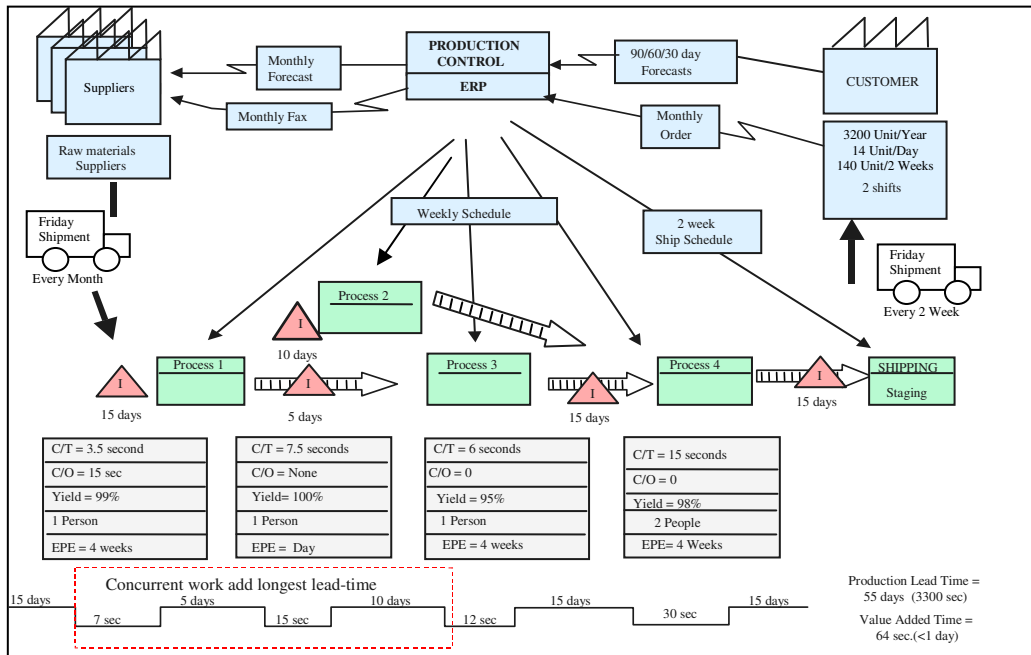 Suppliers
Monthly
Forecast
Monthly Fax
PRODUCTION
CONTROL
ERP
90/60/30 day
Forecasts
Monthly
Order
CUSTOMER
3200 Unit/Year
14 Unit/Day
140 Unit/2 Weeks
2 shifts
Raw materials
Suppliers
Friday
Shipment
Every Month
Weekly Schedule
2 week
Ship Schedule
Friday
Shipment
Every 2 Week
I
15 days
Process 1
I
10 days
Process 2
I
5 days
Process 3
I
15 days
Process 4
I
15 days
SHIPPING
Staging
C/T = 3.5 second
C/O = 15 sec
Yield = 99%
1 Person
EPE = 4 weeks
C/T = 7.5 seconds
C/O = None
Yield= 100%
1 Person
EPE = Day
C/T = 6 seconds
C/O = 0
Yield = 95%
1 Person
EPE = 4 weeks
C/T = 15 seconds
C/O = 0
Yield = 98%
2 People
EPE= 4 Weeks
Concurrent work add longest lead-time
15 days
7 sec
5 days
15 sec
10 days
12 sec
15 days
30 sec
15 days
Production Lead Time =
55 days (3300 sec)
Value Added Time =
64 sec.(<1 day)